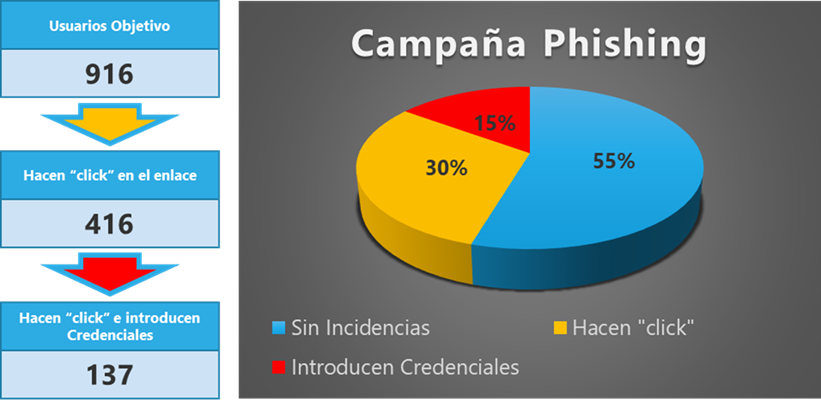 Usuarios Objetivo
916
Hacen “click” en el enlace
416
Hacen “click” e introducen
Credenciales
137
Campaña Phishing
15%
30%
55%
Sin Incidencias
Hacen "click"
Introducen Credenciales